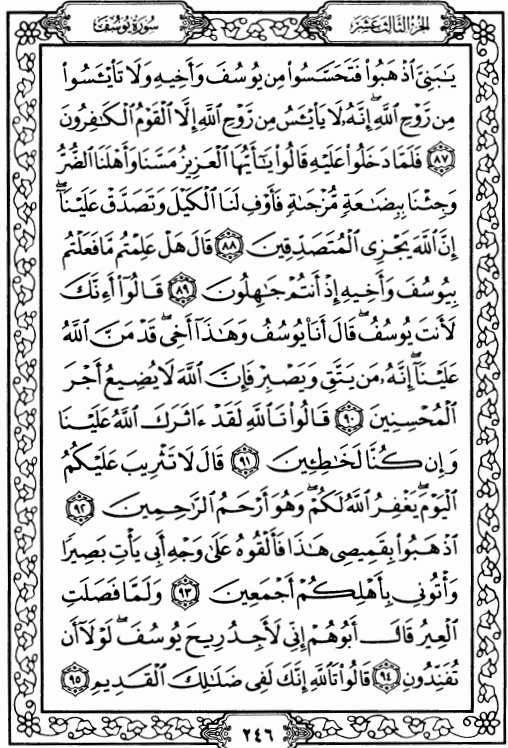 الجزء الثالث عشر
سورة يوسف
يَـٰبَنِىَّ ٱذْهَبُوا۟ فَتَحَسَّسُوا۟ مِن يُوسُفَ وَأَخِيهِ وَلَا تَا۟يْـَٔسُوا۟
مِن رَّوْحِ ٱللَّهِ ۖ إِنَّهُۥ لَا يَا۟يْـَٔسُ مِن رَّوْحِ ٱللَّهِ إِلَّا ٱلْقَوْمُ ٱلْكَـٰفِرُونَ
٨٧ فَلَمَّا دَخَلُوا۟ عَلَيْهِ قَالُوا۟ يَـٰٓأَيُّهَا ٱلْعَزِيزُ مَسَّنَا وَأَهْلَنَا ٱلضُّرُّ
وَجِئْنَا بِبِضَـٰعَةٍ مُّزْجَىٰةٍ فَأَوْفِ لَنَا ٱلْكَيْلَ وَتَصَدَّقْ عَلَيْنَآ ۖ
إِنَّ ٱللَّهَ يَجْزِى ٱلْمُتَصَدِّقِينَ ٨٨ قَالَ هَلْ عَلِمْتُم مَّا فَعَلْتُم
بِيُوسُفَ وَأَخِيهِ إِذْ أَنتُمْ جَـٰهِلُونَ ٨٩ قَالُوٓا۟ أَءِنَّكَ
لَأَنتَ يُوسُفُ ۖ قَالَ أَنَا۠ يُوسُفُ وَهَـٰذَآ أَخِى ۖ قَدْ مَنَّ ٱللَّهُ
عَلَيْنَآ ۖ إِنَّهُۥ مَن يَتَّقِ وَيَصْبِرْ فَإِنَّ ٱللَّهَ لَا يُضِيعُ أَجْرَ
ٱلْمُحْسِنِينَ ٩٠ قَالُوا۟ تَٱللَّهِ لَقَدْ ءَاثَرَكَ ٱللَّهُ عَلَيْنَا
وَإِن كُنَّا لَخَـٰطِـِٔينَ ٩١ قَالَ لَا تَثْرِيبَ عَلَيْكُمُ
ٱلْيَوْمَ ۖ يَغْفِرُ ٱللَّهُ لَكُمْ ۖ وَهُوَ أَرْحَمُ ٱلرَّٰحِمِينَ ٩٢
ٱذْهَبُوا۟ بِقَمِيصِى هَـٰذَا فَأَلْقُوهُ عَلَىٰ وَجْهِ أَبِى يَأْتِ بَصِيرًا
وَأْتُونِى بِأَهْلِكُمْ أَجْمَعِينَ ٩٣ وَلَمَّا فَصَلَتِ
ٱلْعِيرُ قَالَ أَبُوهُمْ إِنِّى لَأَجِدُ رِيحَ يُوسُفَ ۖ لَوْلَآ أَن
تُفَنِّدُونِ ٩٤ قَالُوا۟ تَٱللَّهِ إِنَّكَ لَفِى ضَلَـٰلِكَ ٱلْقَدِيمِ ٩٥
٢٤٦